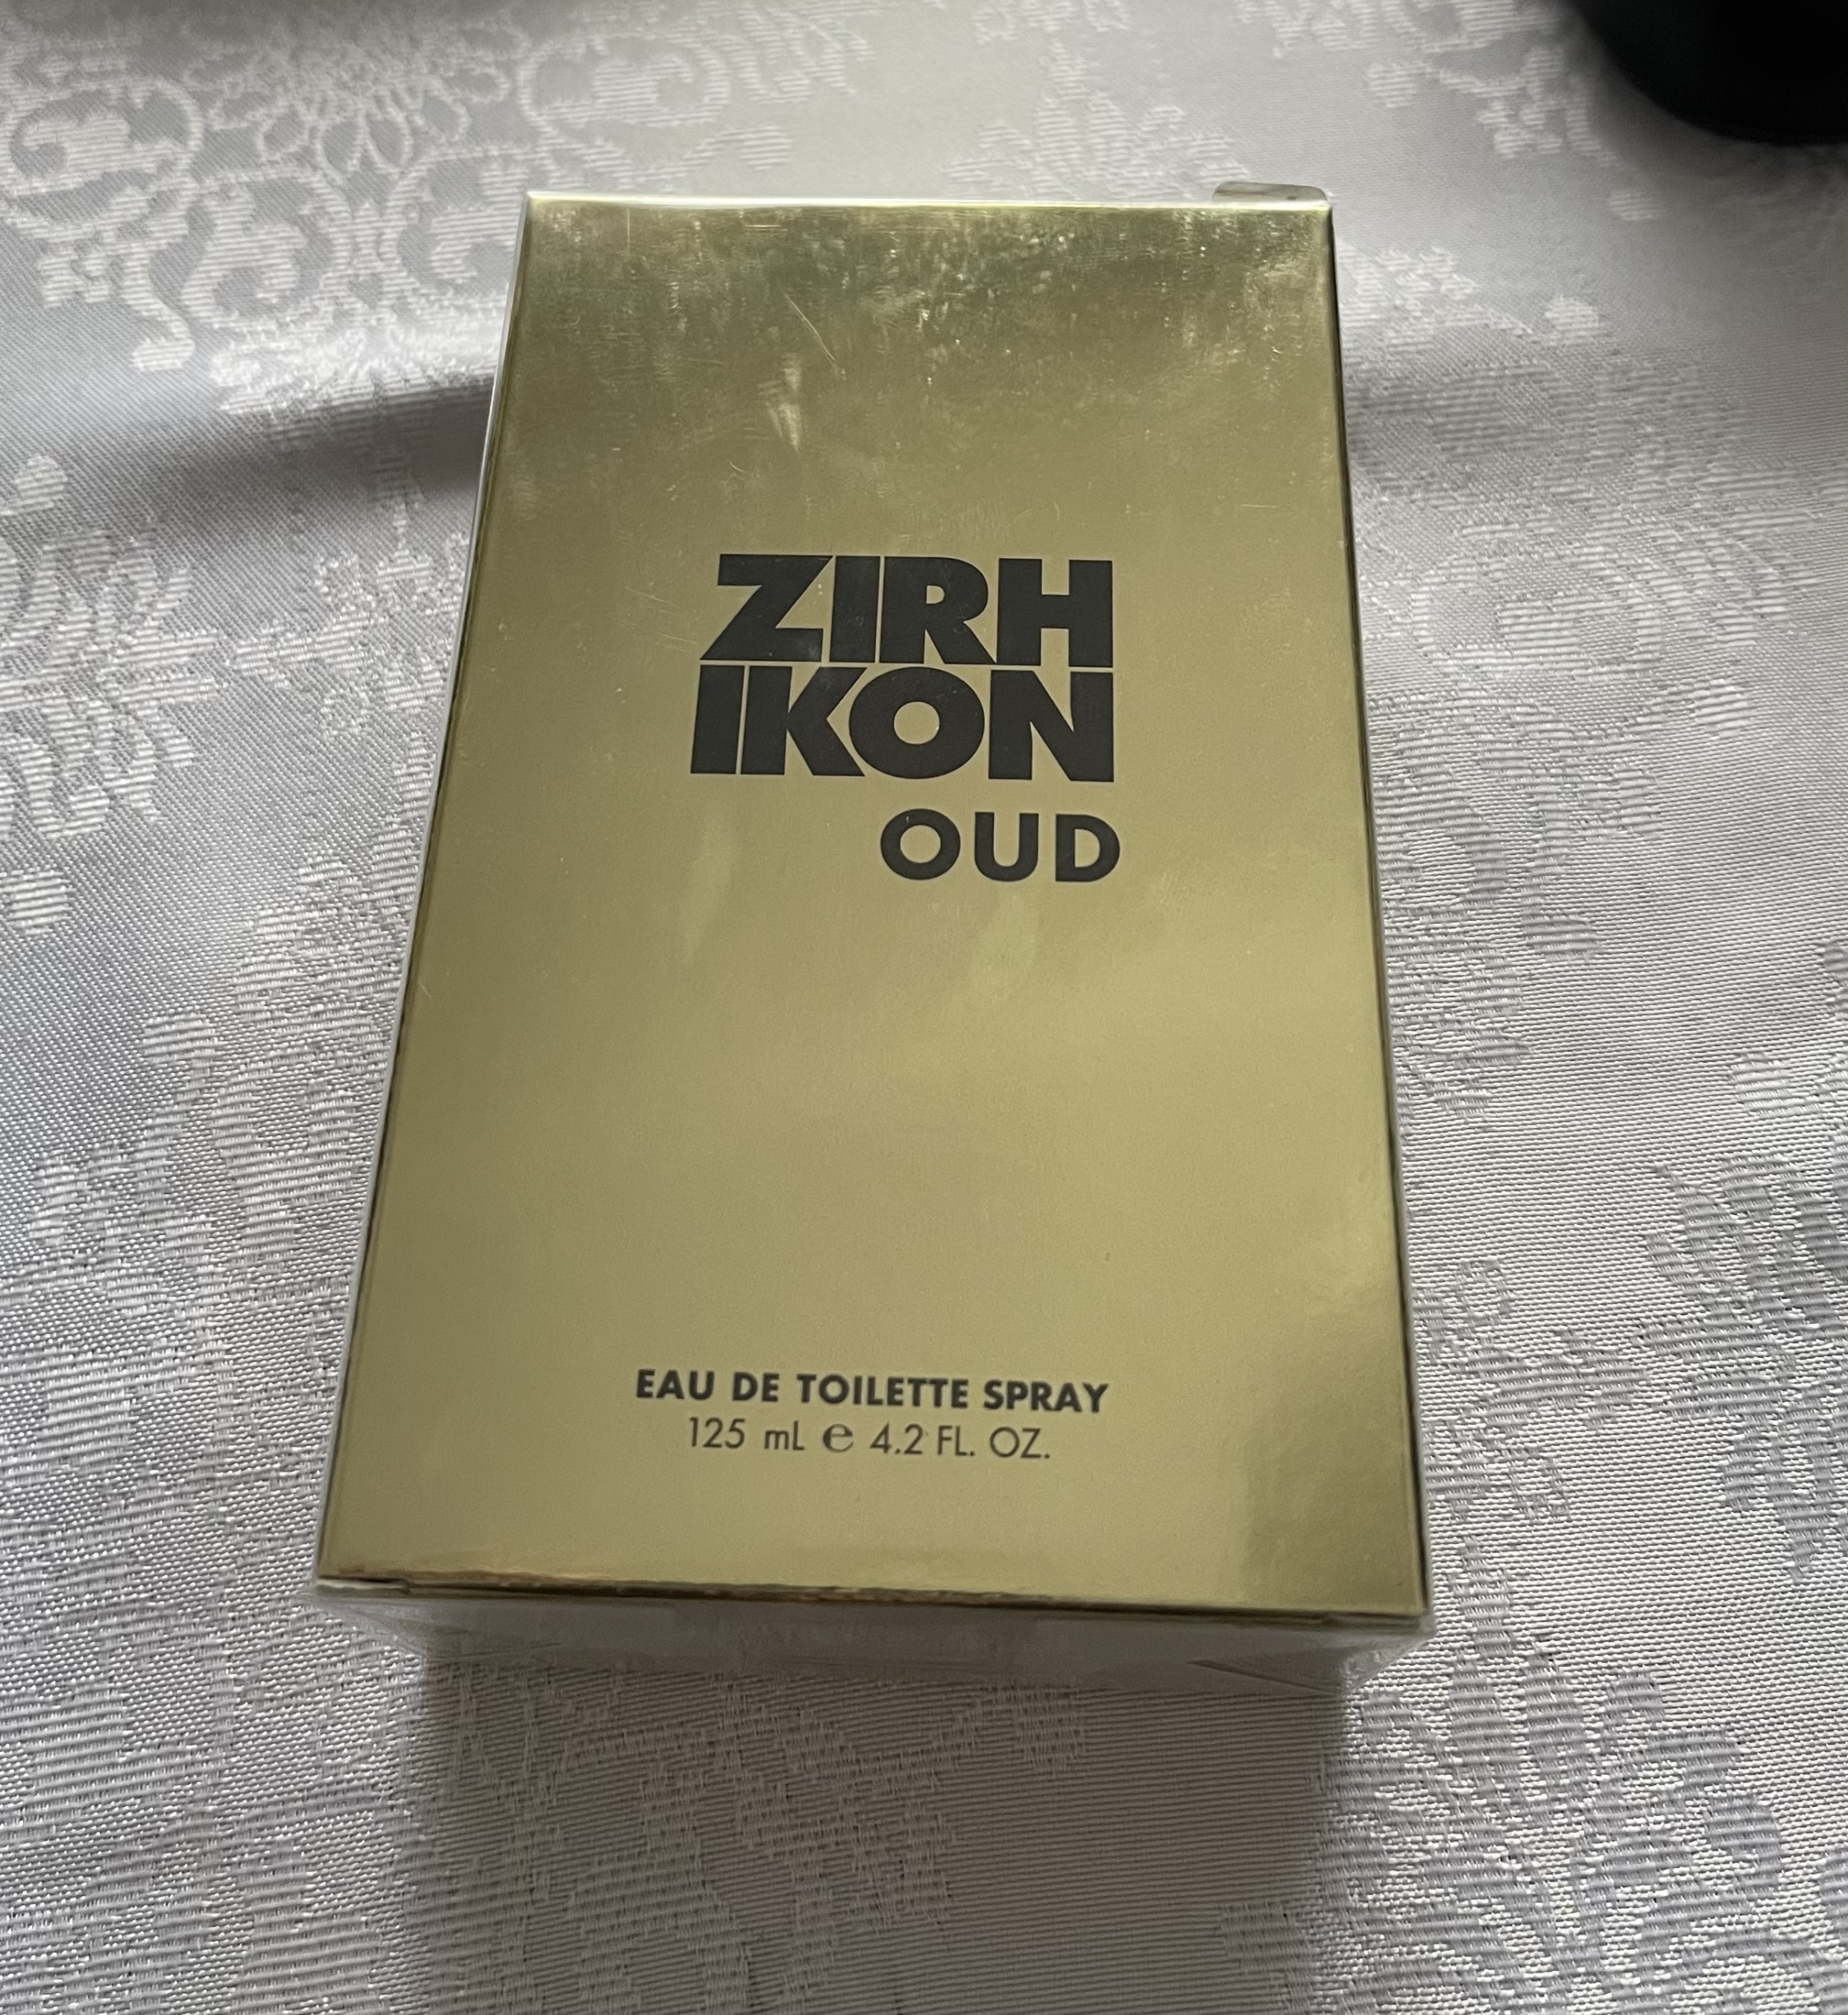 ZIRH
IKON
OUD
EAU DE TOILETTE SPRAY
125 mL ℮ 4.2 FL. OZ.